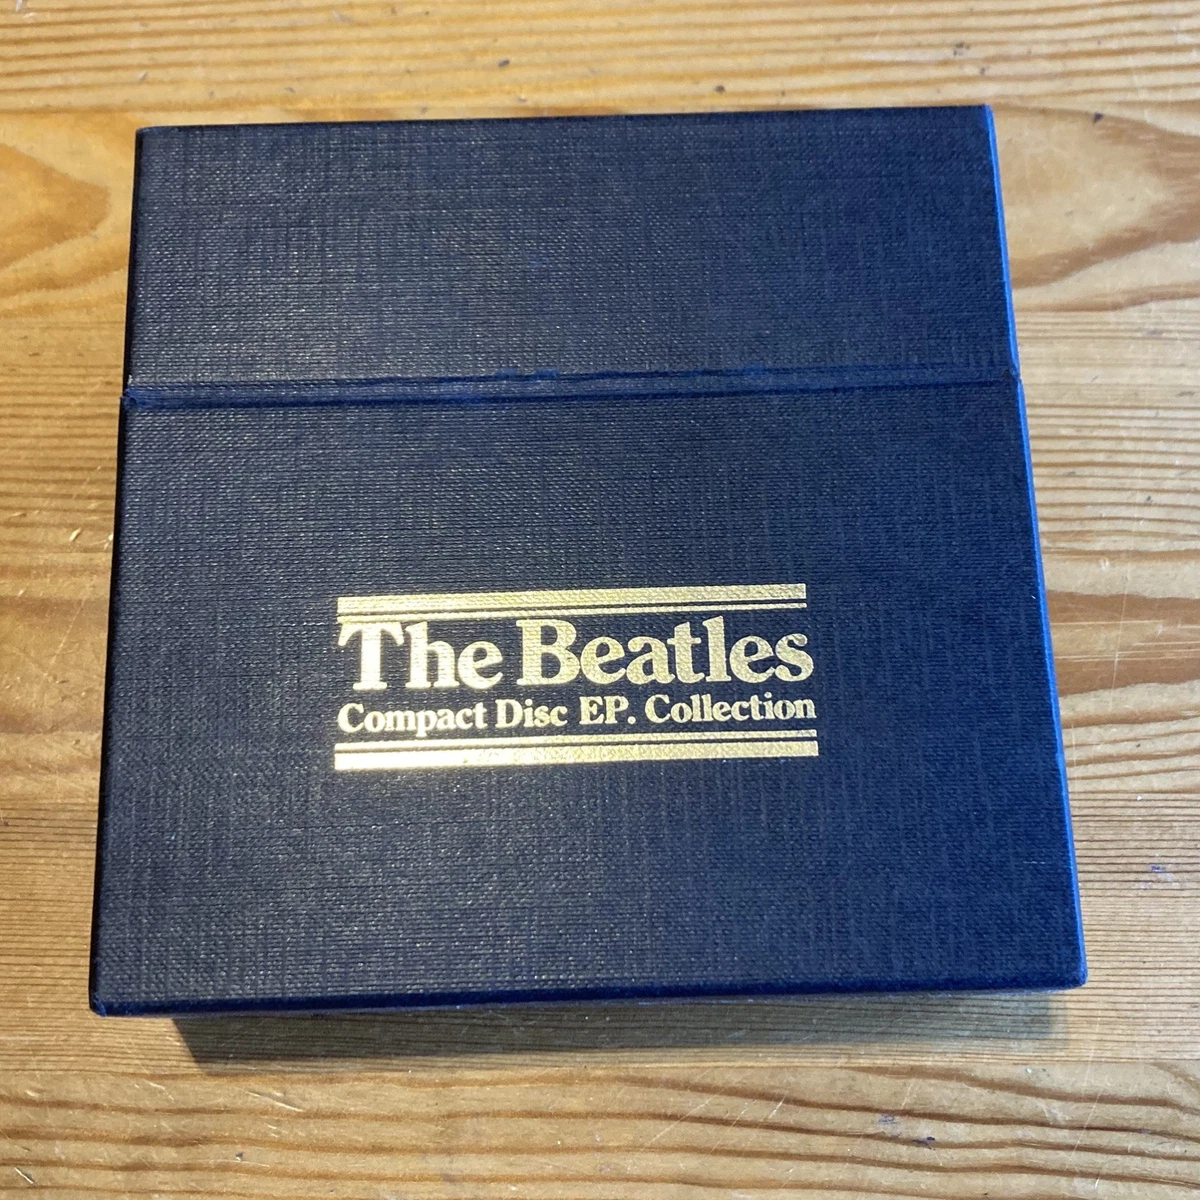 The Beatles
Compact Disc EP. Collection